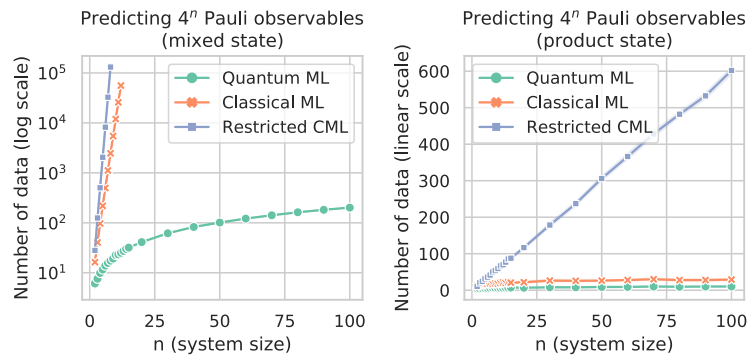 Predicting 4ⁿ Pauli observables
(mixed state)
Number of data (log scale)
10⁵
10⁴
10³
10²
10¹
Quantum ML
Classical ML
Restricted CML
0 25 50 75 100
n (system size)
Predicting 4ⁿ Pauli observables
(product state)
Number of data (linear scale)
600
500
400
300
200
100
0
Quantum ML
Classical ML
Restricted CML
0 25 50 75 100
n (system size)